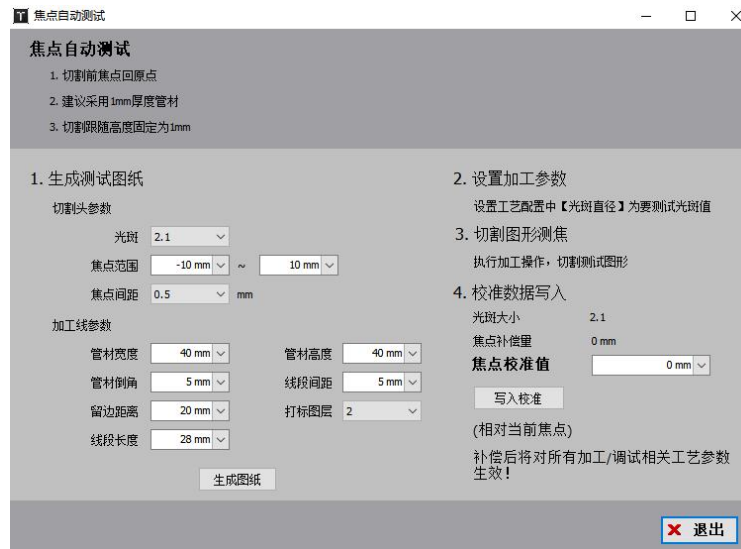 焦点自动测试
焦点自动测试
1. 切割前焦点回原点
2. 建议采用1mm厚度管材
3. 切割跟随高度固定为1mm
1. 生成测试图纸
切割头参数
光斑 2.1
焦点范围 -10 mm ~ 10 mm
焦点间距 0.5 mm
加工线参数
管材宽度 40 mm 管材高度 40 mm
管材倒角 5 mm 线段间距 5 mm
留边距离 20 mm 打标图层 2
线段长度 28 mm
生成图纸
2. 设置加工参数
设置工艺配置中【光斑直径】为要测试光斑值
3. 切割图形测焦
执行加工操作，切割测试图形
4. 校准数据写入
光斑大小 2.1
焦点补偿量 0 mm
焦点校准值 0 mm
写入校准
(相对当前焦点)
补偿后将对所有加工/调试相关工艺参数
生效!
退出